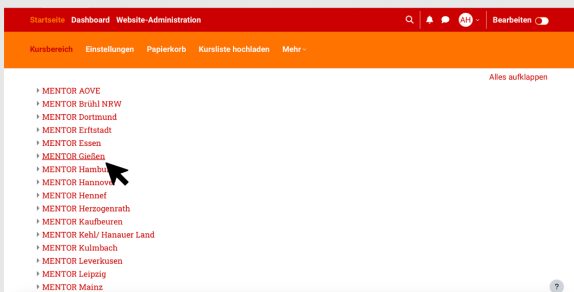 Startseite Dashboard Website-Administration AH Bearbeiten
Kursbereich Einstellungen Papierkorb Kursliste hochladen Mehr
Alles aufklappen
MENTOR AOVE
MENTOR Brühl NRW
MENTOR Dortmund
MENTOR Erftstadt
MENTOR Essen
MENTOR Gießen
MENTOR Hamburg
MENTOR Hannover
MENTOR Hennef
MENTOR Herzogenrath
MENTOR Kaufbeuren
MENTOR Kehl/ Hanauer Land
MENTOR Kulmbach
MENTOR Leverkusen
MENTOR Leipzig
MENTOR Mainz
?